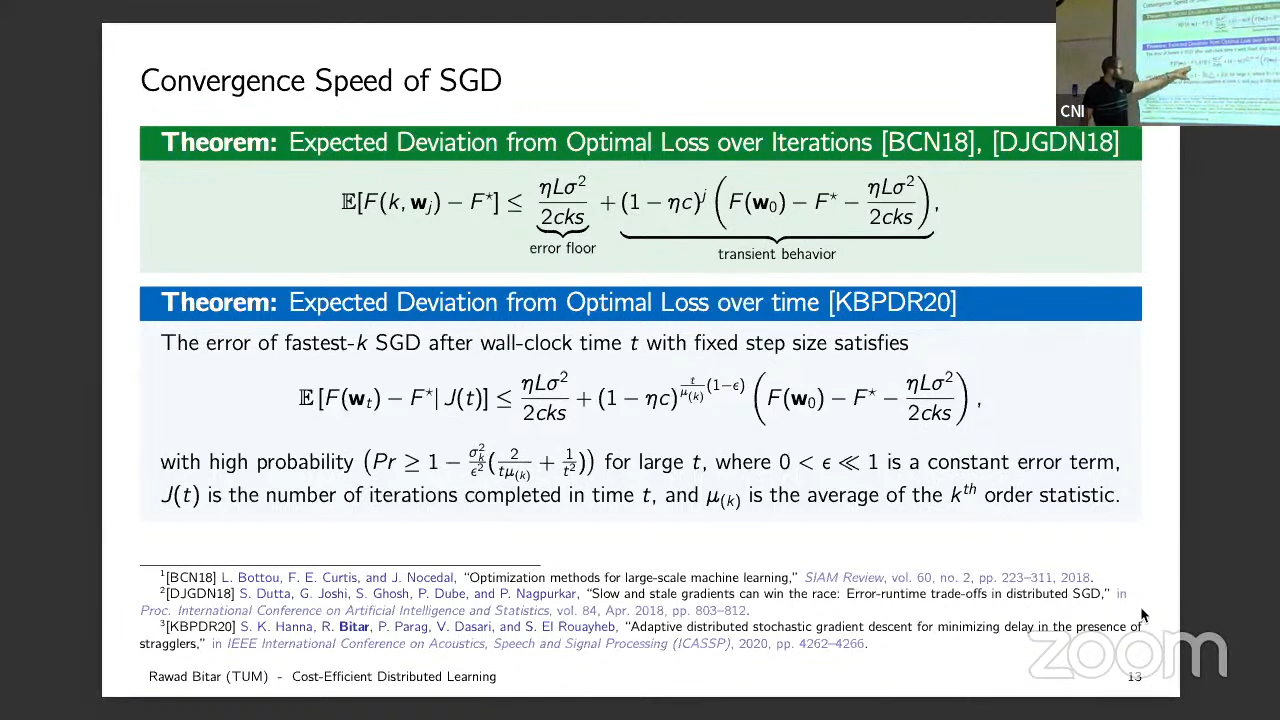 Convergence Speed of SGD
CNI
Theorem: Expected Deviation from Optimal Loss over Iterations [BCN18], [DJGDN18]
𝔼[F(k, w_j) − F*] ≤ ηLσ²/2cks + (1 − ηc)^j (F(w₀) − F* − ηLσ²/2cks),
error floor
transient behavior
Theorem: Expected Deviation from Optimal Loss over time [KBPDR20]
The error of fastest-k SGD after wall-clock time t with fixed step size satisfies
𝔼 [F(w_t) − F*| J(t)] ≤ ηLσ²/2cks + (1 − ηc)^{t/μ_(k) (1−ϵ)} (F(w₀) − F* − ηLσ²/2cks),
with high probability (Pr ≥ 1 − σ_k²/ϵ² (2/tμ_(k) + 1/t²)) for large t, where 0 < ϵ ≪ 1 is a constant error term,
J(t) is the number of iterations completed in time t, and μ_(k) is the average of the k^th order statistic.
¹[BCN18] L. Bottou, F. E. Curtis, and J. Nocedal, “Optimization methods for large-scale machine learning,” SIAM Review, vol. 60, no. 2, pp. 223–311, 2018.
²[DJGDN18] S. Dutta, G. Joshi, S. Ghosh, P. Dube, and P. Nagpurkar, “Slow and stale gradients can win the race: Error-runtime trade-offs in distributed SGD,” in
Proc. International Conference on Artificial Intelligence and Statistics, vol. 84, Apr. 2018, pp. 803–812.
³[KBPDR20] S. K. Hanna, R. Bitar, P. Parag, V. Dasari, and S. El Rouayheb, “Adaptive distributed stochastic gradient descent for minimizing delay in the presence of
stragglers,” in IEEE International Conference on Acoustics, Speech and Signal Processing (ICASSP), 2020, pp. 4262–4266.
zoom
Rawad Bitar (TUM) - Cost-Efficient Distributed Learning
13